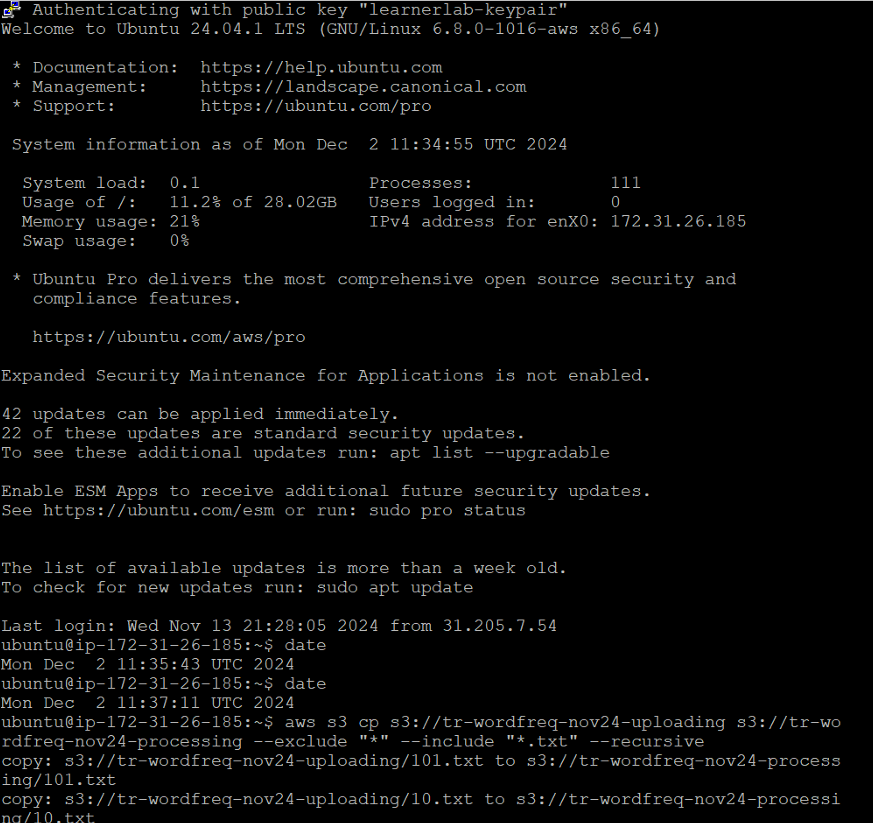 Authenticating with public key "learnerlab-keypair"
Welcome to Ubuntu 24.04.1 LTS (GNU/Linux 6.8.0-1016-aws x86_64)
* Documentation:  https://help.ubuntu.com
* Management:     https://landscape.canonical.com
* Support:        https://ubuntu.com/pro
System information as of Mon Dec  2 11:34:55 UTC 2024
System load:  0.1                Processes:             111
Usage of /:   11.2% of 28.02GB   Users logged in:       0
Memory usage: 21%                IPv4 address for enX0: 172.31.26.185
Swap usage:   0%
* Ubuntu Pro delivers the most comprehensive open source security and
compliance features.
https://ubuntu.com/aws/pro
Expanded Security Maintenance for Applications is not enabled.
42 updates can be applied immediately.
22 of these updates are standard security updates.
To see these additional updates run: apt list --upgradable
Enable ESM Apps to receive additional future security updates.
See https://ubuntu.com/esm or run: sudo pro status
The list of available updates is more than a week old.
To check for new updates run: sudo apt update
Last login: Wed Nov 13 21:28:05 2024 from 31.205.7.54
ubuntu@ip-172-31-26-185:~$ date
Mon Dec  2 11:35:43 UTC 2024
ubuntu@ip-172-31-26-185:~$ date
Mon Dec  2 11:37:11 UTC 2024
ubuntu@ip-172-31-26-185:~$ aws s3 cp s3://tr-wordfreq-nov24-uploading s3://tr-wo
rdfreq-nov24-processing --exclude "*" --include "*.txt" --recursive
copy: s3://tr-wordfreq-nov24-uploading/101.txt to s3://tr-wordfreq-nov24-process
ing/101.txt
copy: s3://tr-wordfreq-nov24-uploading/10.txt to s3://tr-wordfreq-nov24-processi
ng/10.txt